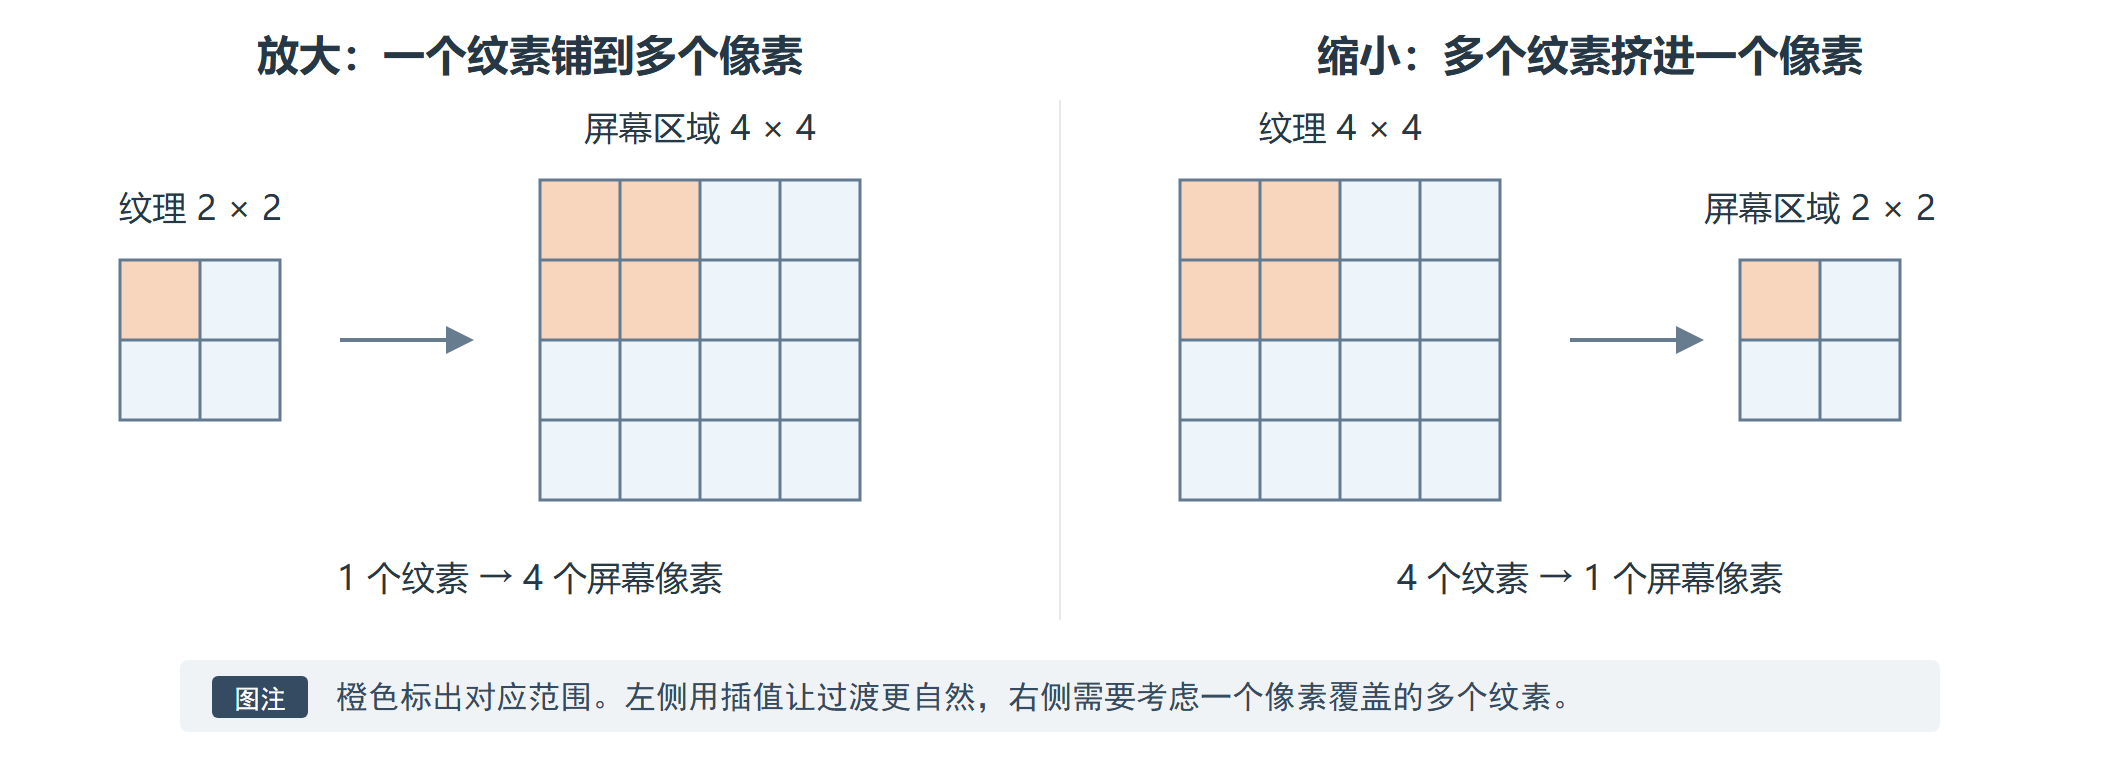 放大：一个纹素铺到多个像素
屏幕区域 4 × 4
纹理 2 × 2
1 个纹素 → 4 个屏幕像素
缩小：多个纹素挤进一个像素
纹理 4 × 4
屏幕区域 2 × 2
4 个纹素 → 1 个屏幕像素
图注 橙色标出对应范围。左侧用插值让过渡更自然，右侧需要考虑一个像素覆盖的多个纹素。